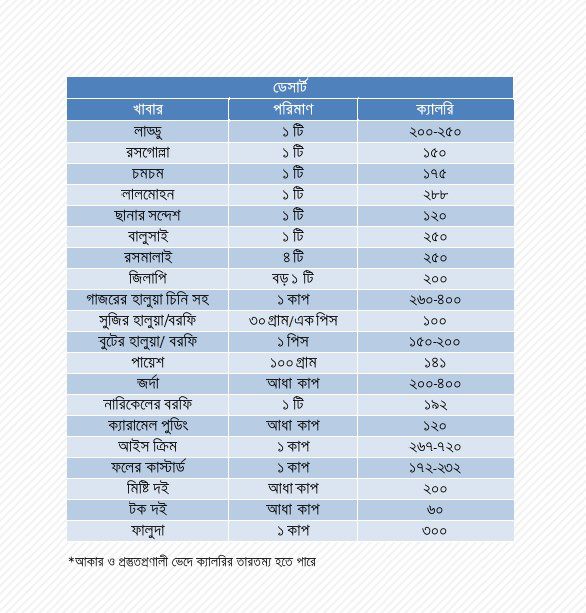 ডেসার্ট
খাবার পরিমাণ ক্যালরি
লাড্ডু ১ টি ২০০-২৫০
রসগোল্লা ১ টি ১৫০
চমচম ১ টি ১৭৫
লালমোহন ১ টি ২৮৮
ছানার সন্দেশ ১ টি ১২০
বালুসাই ১ টি ২৫০
রসমালাই ৪ টি ২৫০
জিলাপি বড় ১ টি ২০০
গাজরের হালুয়া চিনি সহ ১ কাপ ২৬০-৪০০
সুজির হালুয়া/বরফি ৩০ গ্রাম/এক পিস ১০০
বুটের হালুয়া/ বরফি ১ পিস ১৫০-২০০
পায়েশ ১০০ গ্রাম ১৪১
জর্দা আধা কাপ ২০০-৪০০
নারিকেলের বরফি ১ টি ১৯২
ক্যারামেল পুডিং আধা কাপ ১২০
আইস ক্রিম ১ কাপ ২৬৭-৭২০
ফলের কাস্টার্ড ১ কাপ ১৭২-২৩২
মিষ্টি দই আধা কাপ ২০০
টক দই আধা কাপ ৬০
ফালুদা ১ কাপ ৩০০
*আকার ও প্রস্তুতপ্রণালী ভেদে ক্যালরির তারতম্য হতে পারে